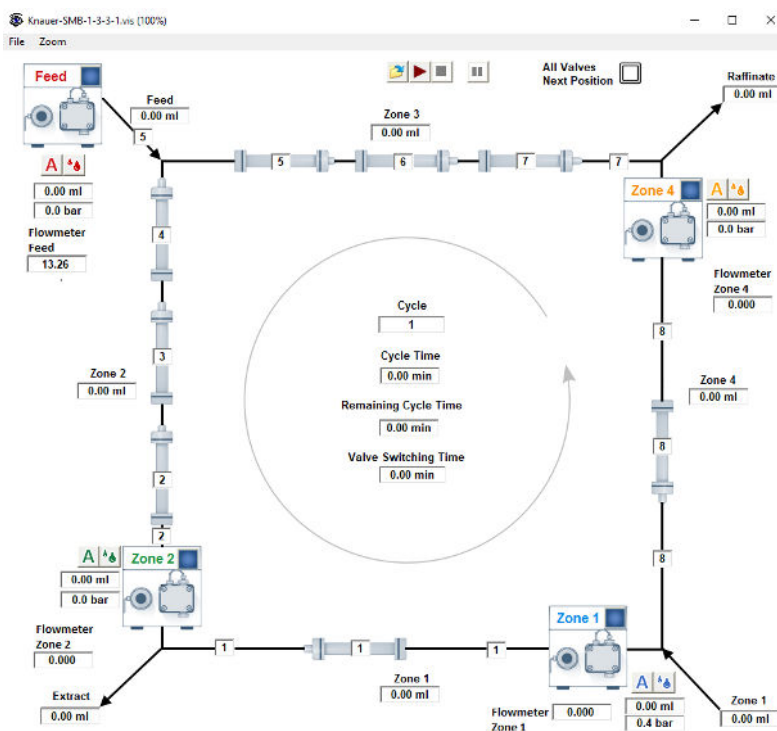 Knauer-SMB-1-3-3-1.vis (100%)
File Zoom
Feed
Feed
0.00 ml
5
A
0.00 ml
0.0 bar
Flowmeter
Feed
13.26
All Valves
Next Position
Raffinate
0.00 ml
Zone 3
0.00 ml
5 6 7 7
Zone 4
A
0.00 ml
0.0 bar
Flowmeter
Zone 4
0.000
4
3
Zone 2
0.00 ml
2
2
Cycle
1
Cycle Time
0.00 min
Remaining Cycle Time
0.00 min
Valve Switching Time
0.00 min
8
Zone 4
0.00 ml
8
8
A
Zone 2
0.00 ml
0.0 bar
Flowmeter
Zone 2
0.000
Extract
0.00 ml
1 1 1
Zone 1
0.00 ml
Zone 1
A
0.00 ml
0.4 bar
Flowmeter 0.000
Zone 1
Zone 1
0.00 ml